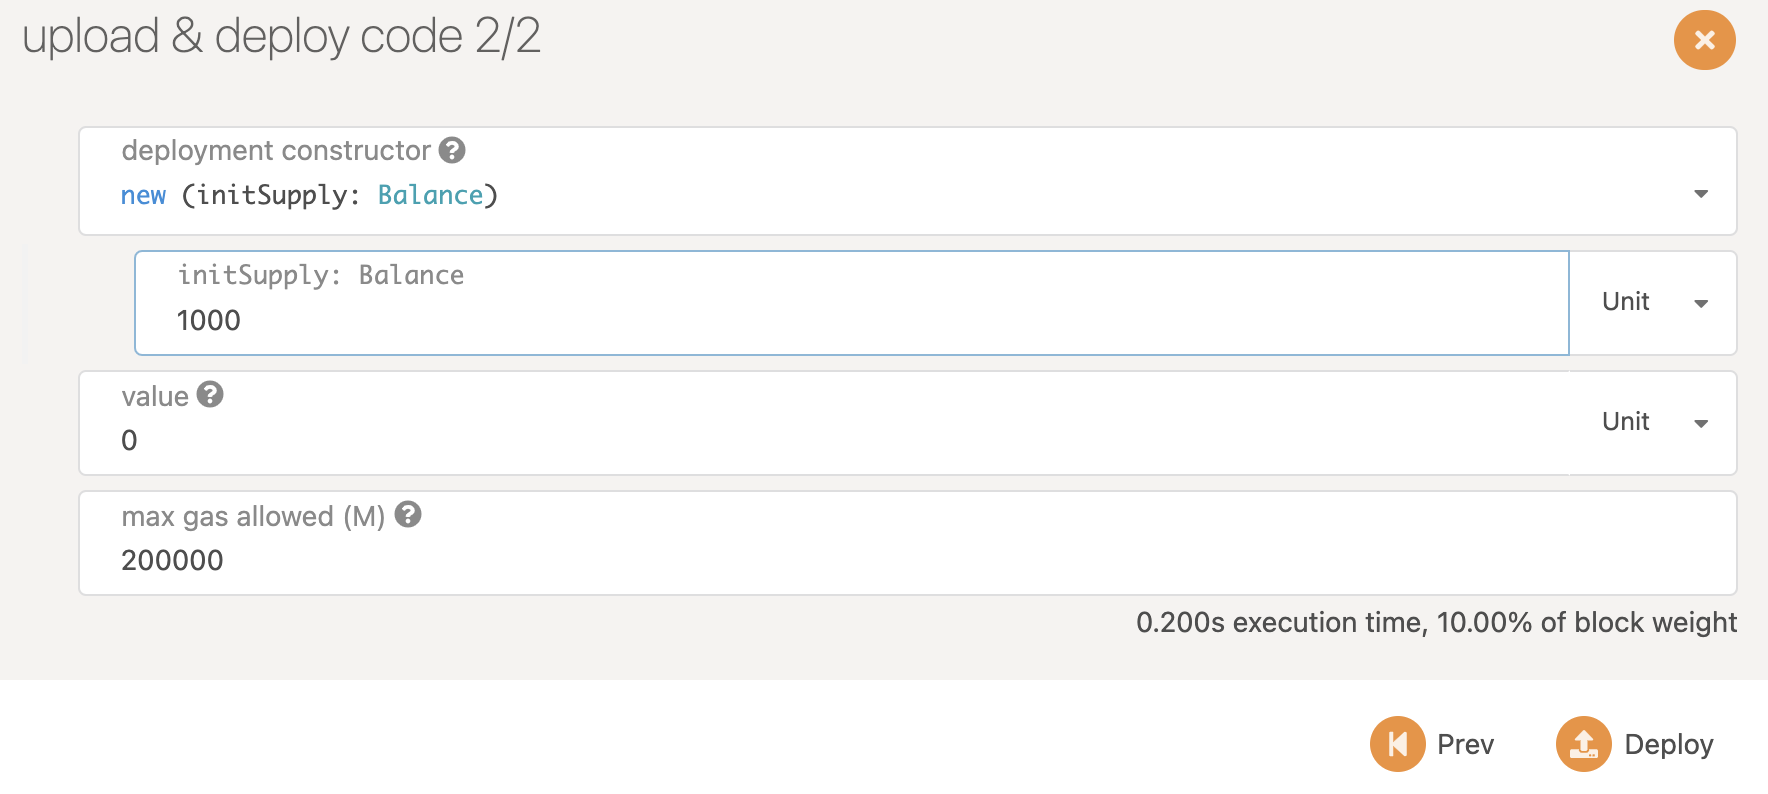 upload & deploy code 2/2
deployment constructor
new (initSupply: Balance)
initSupply: Balance
1000
Unit
value
0
Unit
max gas allowed (M)
200000
0.200s execution time, 10.00% of block weight
Prev
Deploy